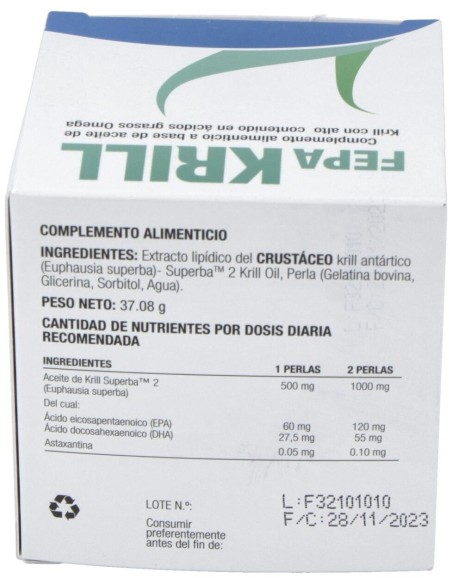 FEPA KRILL
Complemento alimenticio a base de aceite de
Krill con alto contenido en ácidos grasos Omega
COMPLEMENTO ALIMENTICIO
INGREDIENTES: Extracto lipídico del CRUSTÁCEO krill antártico
(Euphausia superba)- Superba™ 2 Krill Oil, Perla (Gelatina bovina,
Glicerina, Sorbitol, Agua).
PESO NETO: 37.08 g
CANTIDAD DE NUTRIENTES POR DOSIS DIARIA
RECOMENDADA
INGREDIENTES 1 PERLAS 2 PERLAS
Aceite de Krill Superba™ 2 500 mg 1000 mg
(Euphausia superba)
Del cual:
Ácido eicosapentaenoico (EPA) 60 mg 120 mg
Ácido docosahexaenoico (DHA) 27,5 mg 55 mg
Astaxantina 0.05 mg 0.10 mg
LOTE N.º: L:F32101010
Consumir F/C:28/11/2023
preferentemente
antes del fin de: